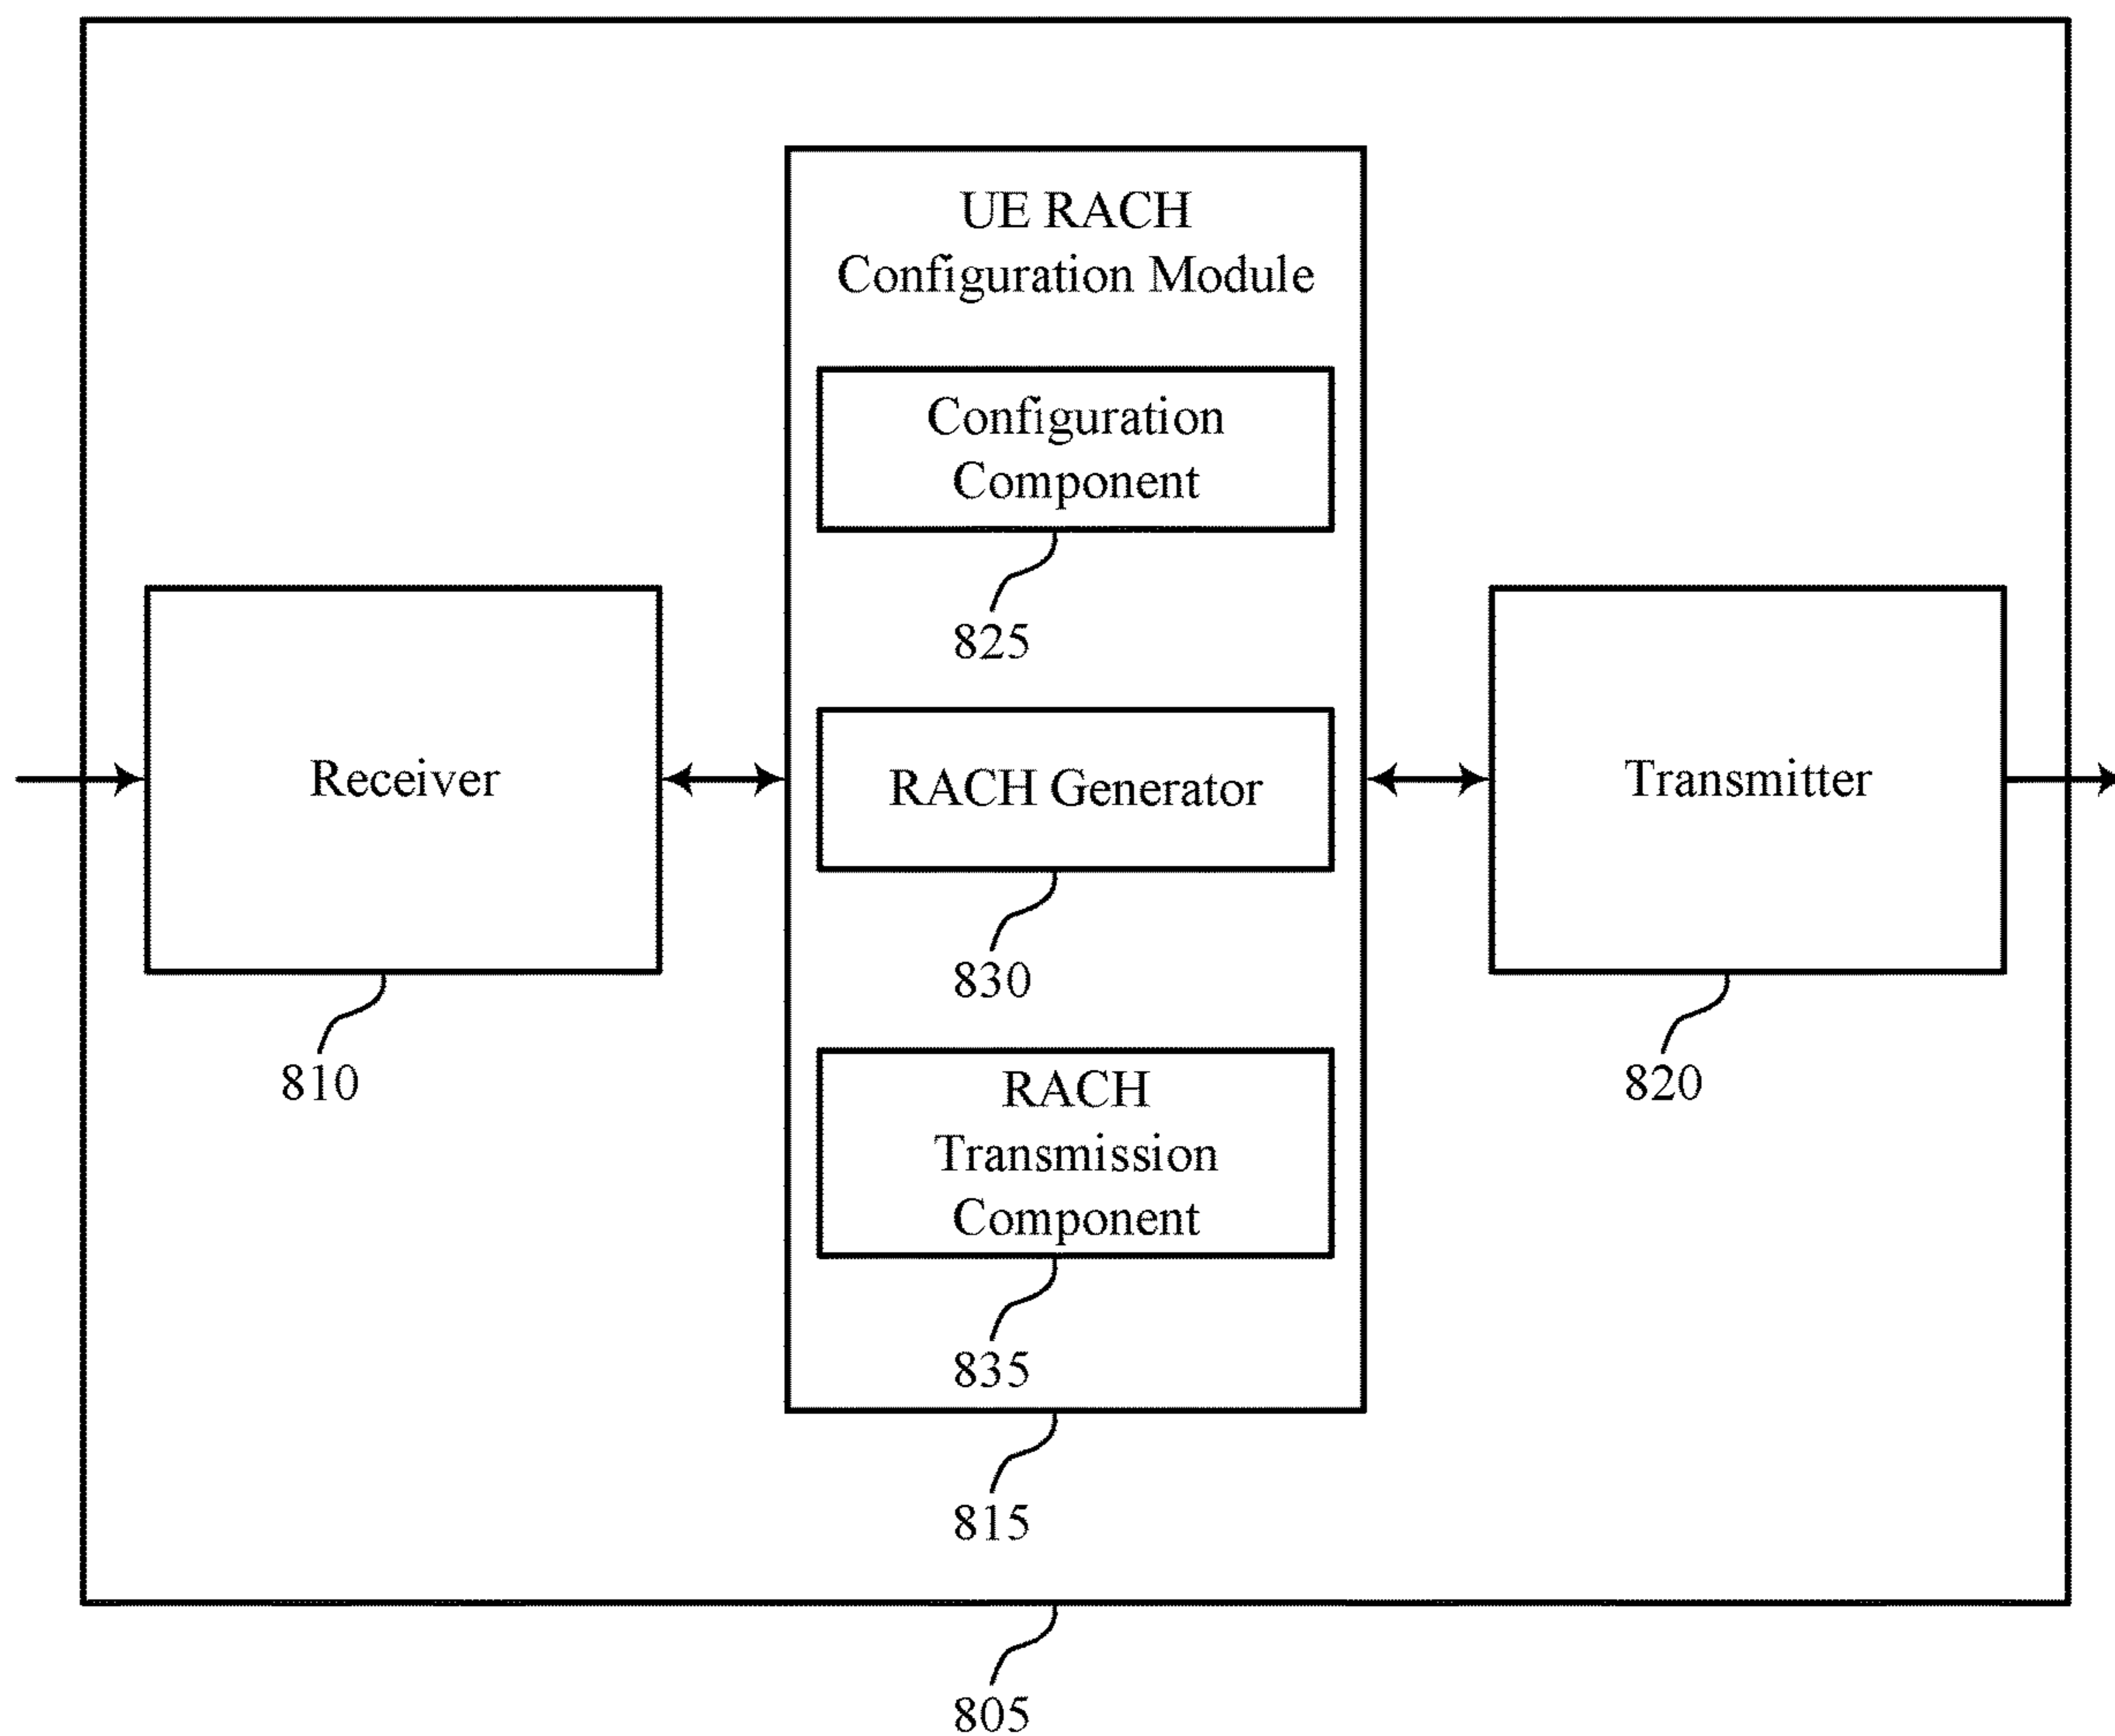 UE RACH
Configuration Module
Configuration
Component
825
Receiver
810
RACH Generator
830
Transmitter
820
RACH
Transmission
Component
835
815
805